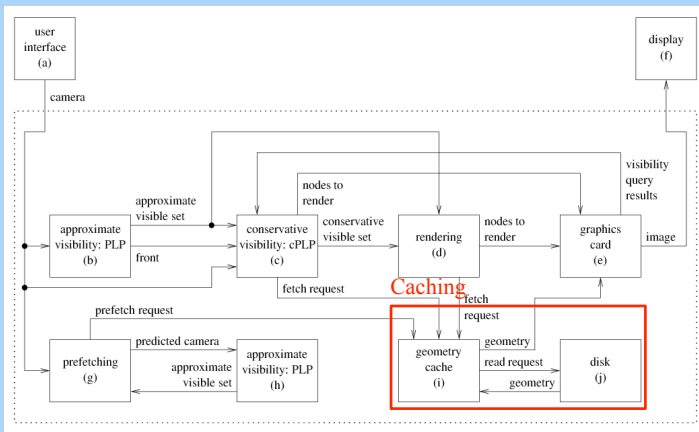 user
interface
(a)
display
(f)
camera
visibility
query
results
nodes to
render
approximate
visible set
conservative
visible set
nodes to
render
approximate
visibility: PLP
(b)
front
conservative
visibility: cPLP
(c)
rendering
(d)
graphics
card
(e)
image
fetch request
Caching
fetch
request
prefetch request
prefetching
(g)
predicted camera
approximate
visible set
approximate
visibility: PLP
(h)
geometry
cache
(i)
geometry
read request
geometry
disk
(j)